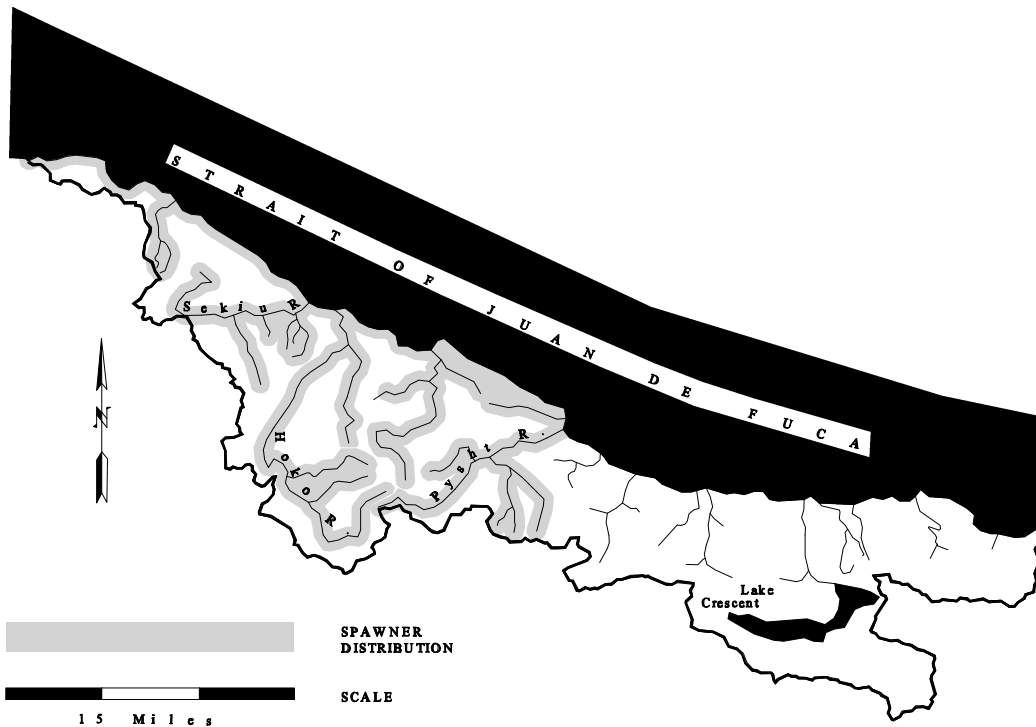 STRAIT OF JUAN DE FUCA
Sekiu R
Hoko R.
Pysht R.
N
Lake
Crescent
SPAWNER
DISTRIBUTION
SCALE
15 Miles